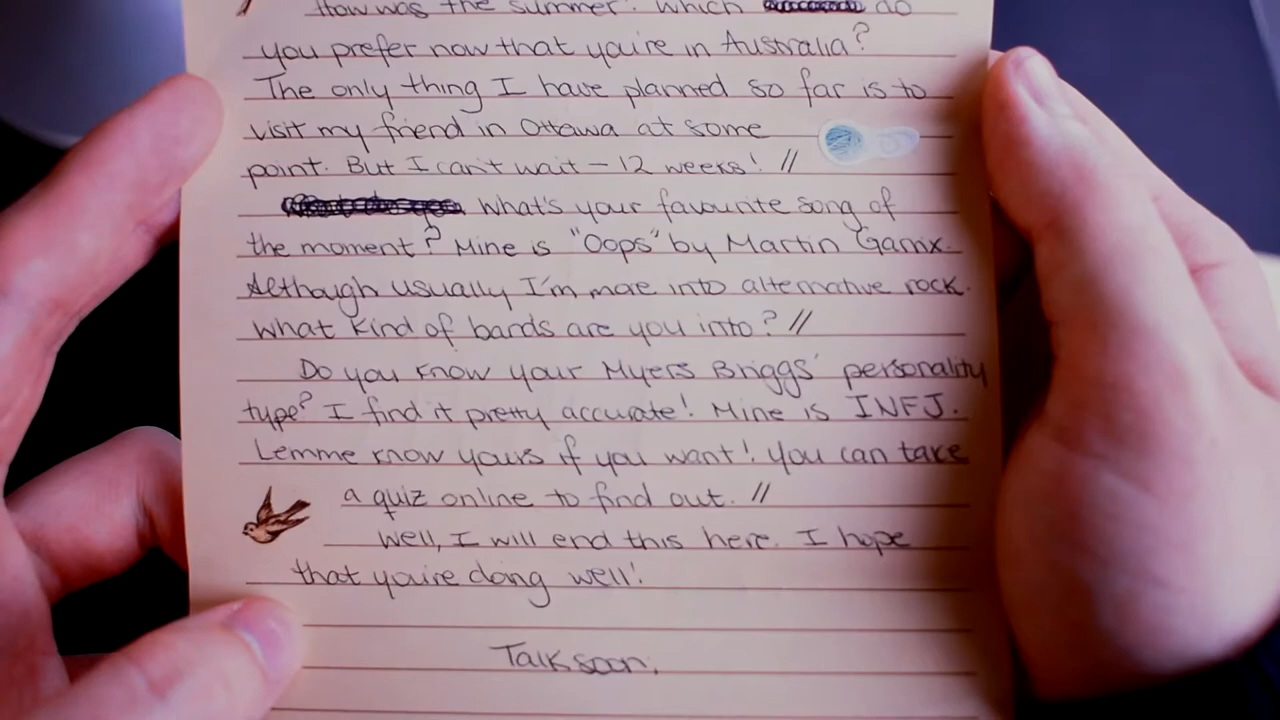 How was the summer? Which do
you prefer now that you're in Australia?
The only thing I have planned so far is to
visit my friend in Ottawa at some
point. But I can't wait – 12 weeks! //
What's your favourite song of
the moment? Mine is "Oops" by Martin Garrix.
Although usually I'm more into alternative rock.
What kind of bands are you into? //
Do you know your Myers Briggs' personality
type? I find it pretty accurate! Mine is INFJ.
Lemme know yours if you want! You can take
a quiz online to find out. //
Well, I will end this here. I hope
that you're doing well!
Talk soon,